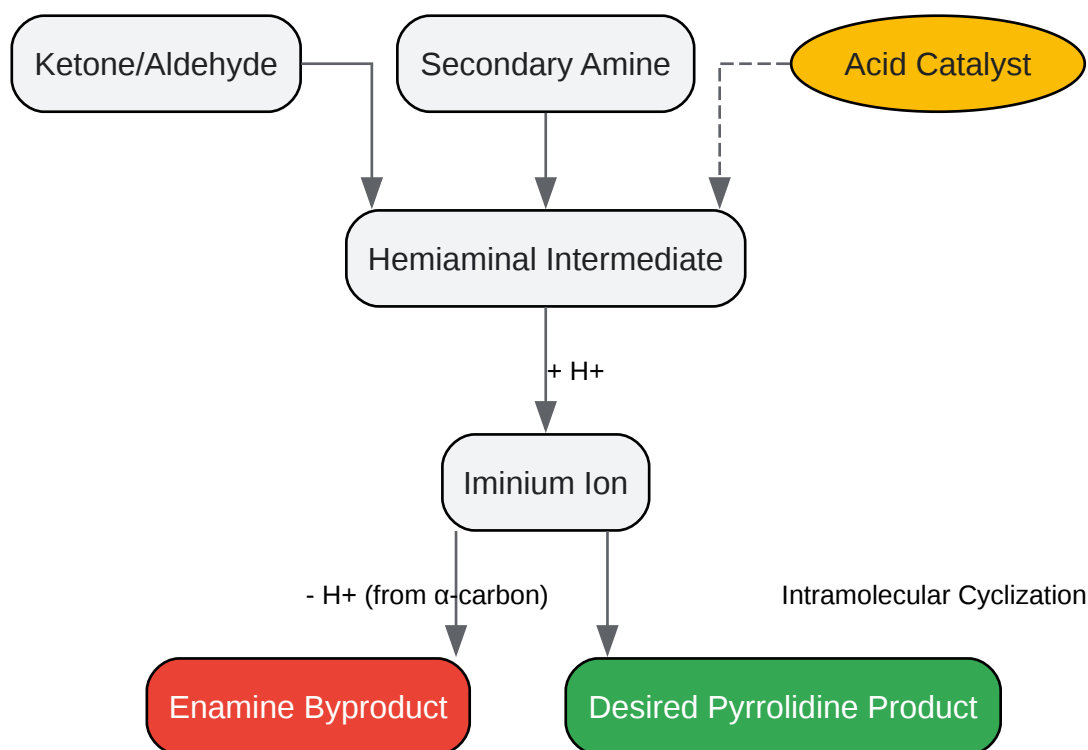 Ketone/Aldehyde
Secondary Amine
Acid Catalyst
Hemiaminal Intermediate
+ H+
Iminium Ion
- H+ (from α-carbon)
Intramolecular Cyclization
Enamine Byproduct
Desired Pyrrolidine Product